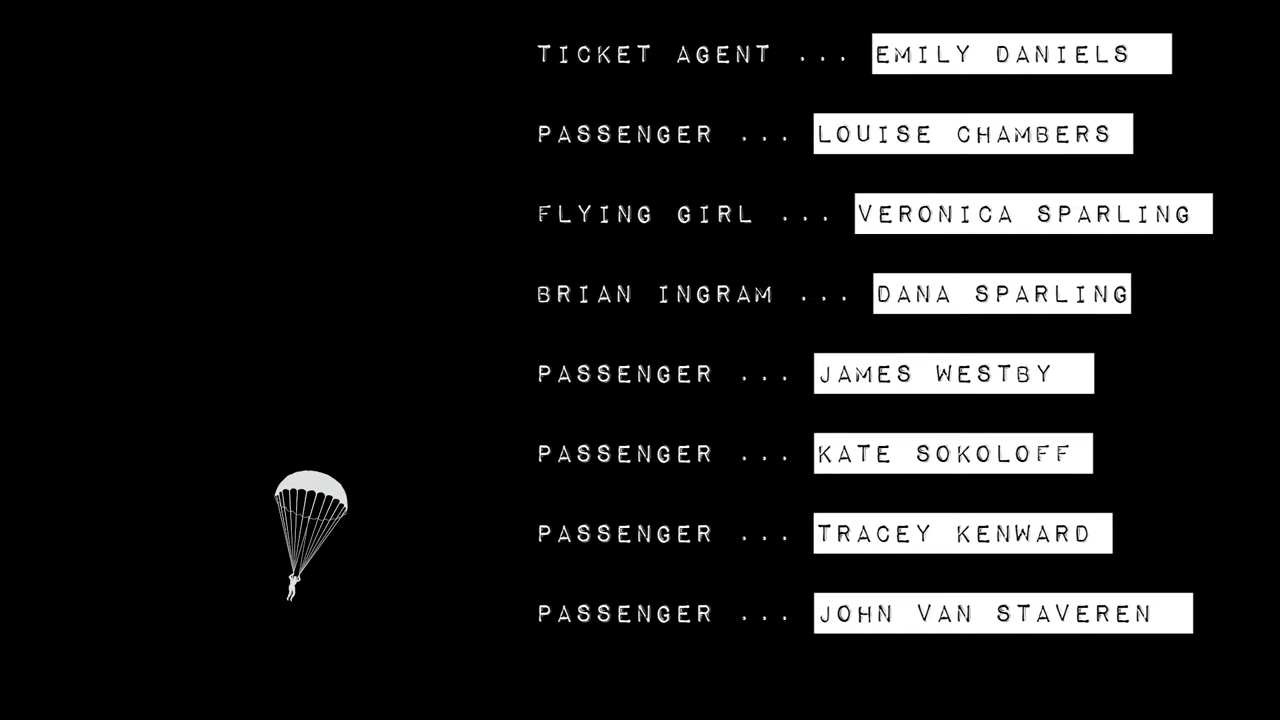 TICKET AGENT ... EMILY DANIELS
PASSENGER ... LOUISE CHAMBERS
FLYING GIRL ... VERONICA SPARLING
BRIAN INGRAM ... DANA SPARLING
PASSENGER ... JAMES WESTBY
PASSENGER ... KATE SOKOLOFF
PASSENGER ... TRACEY KENWARD
PASSENGER ... JOHN VAN STAVEREN